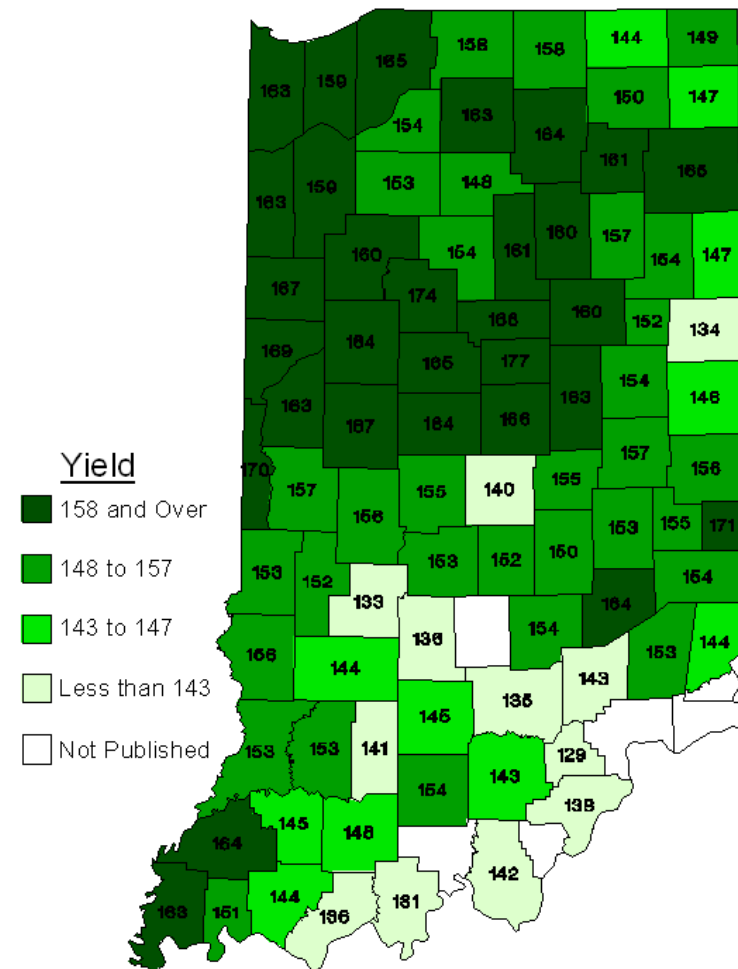 158 158 144 149
163 159 165
154 163 164 150 147
161 165
163 159 153 148
160 154 161 160 157 154 147
167 174
164 166 160 152 134
169 165 177
163 167 164 166 163 154 146
170 157 156 155 140 155 157 156
Yield
158 and Over
148 to 157
143 to 147
Less than 143
Not Published
153 155 171
153 152 153 152 150 154
133 136 154 164
156 144 153 144
145 135 143
153 153 141 129
154 143 138
164 145 148
163 151 144 136 131 142